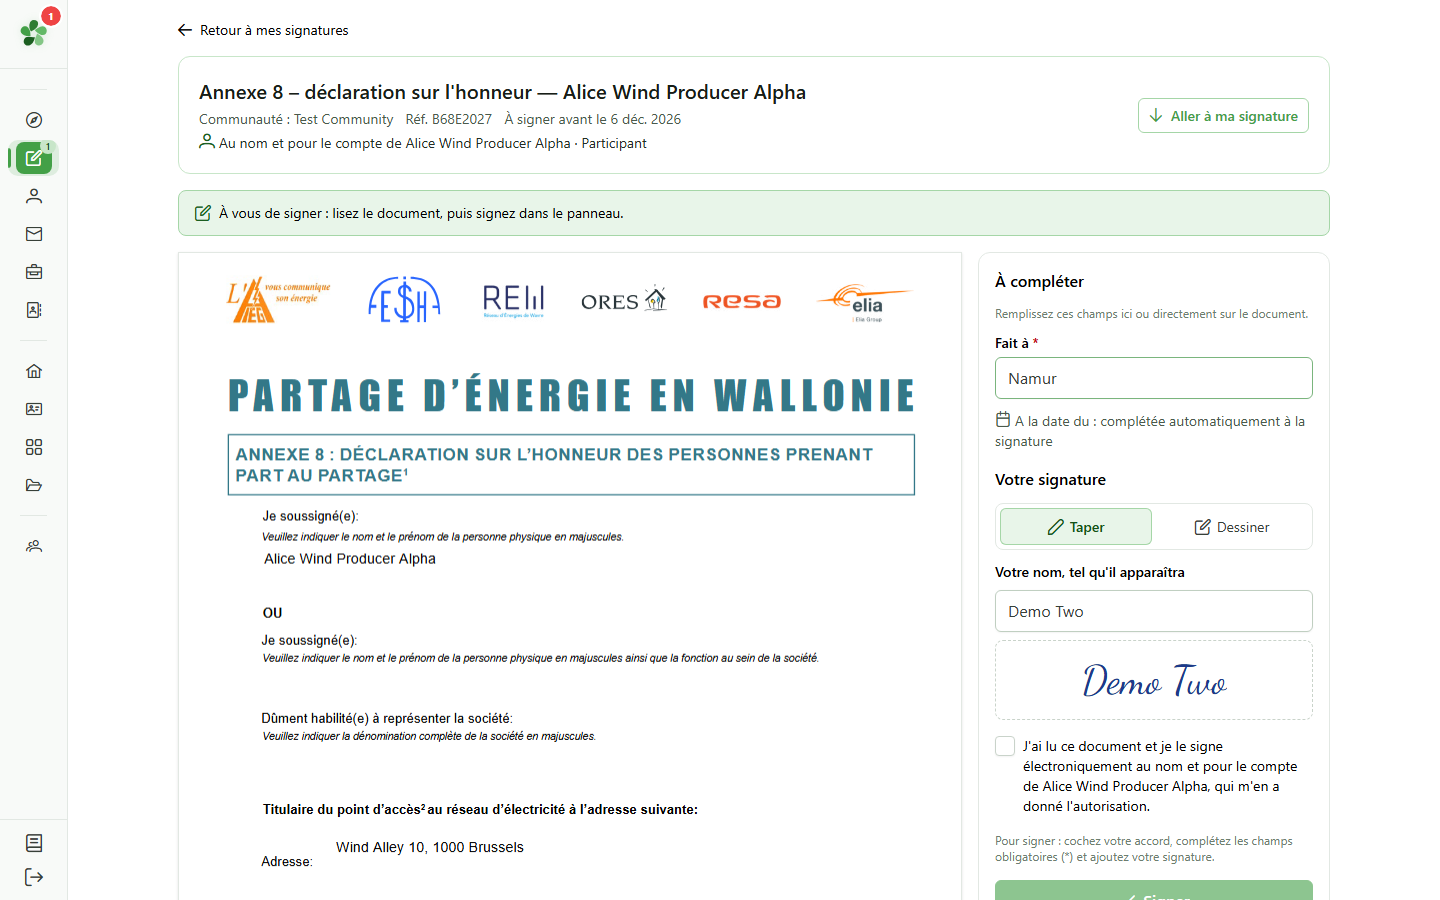 1
Retour à mes signatures
Annexe 8 – déclaration sur l'honneur — Alice Wind Producer Alpha
Communauté : Test Community Réf. B68E2027 À signer avant le 6 déc. 2026
Au nom et pour le compte de Alice Wind Producer Alpha · Participant
Aller à ma signature
1
À vous de signer : lisez le document, puis signez dans le panneau.
L'AIEG vous communique
son énergie
FESHA
REW
Réseau d'Énergies de Wavre
ORES
Resa
elia
Elia Group
PARTAGE D'ÉNERGIE EN WALLONIE
ANNEXE 8 : DÉCLARATION SUR L'HONNEUR DES PERSONNES PRENANT
PART AU PARTAGE¹
Je soussigné(e):
Veuillez indiquer le nom et le prénom de la personne physique en majuscules.
Alice Wind Producer Alpha
OU
Je soussigné(e):
Veuillez indiquer le nom et le prénom de la personne physique en majuscules ainsi que la fonction au sein de la société.
Dûment habilité(e) à représenter la société:
Veuillez indiquer la dénomination complète de la société en majuscules.
Titulaire du point d'accès² au réseau d'électricité à l'adresse suivante:
Wind Alley 10, 1000 Brussels
Adresse:
À compléter
Remplissez ces champs ici ou directement sur le document.
Fait à *
Namur
A la date du : complétée automatiquement à la
signature
Votre signature
Taper
Dessiner
Votre nom, tel qu'il apparaîtra
Demo Two
Demo Two
J'ai lu ce document et je le signe
électroniquement au nom et pour le compte
de Alice Wind Producer Alpha, qui m'en a
donné l'autorisation.
Pour signer : cochez votre accord, complétez les champs
obligatoires (*) et ajoutez votre signature.
Signer